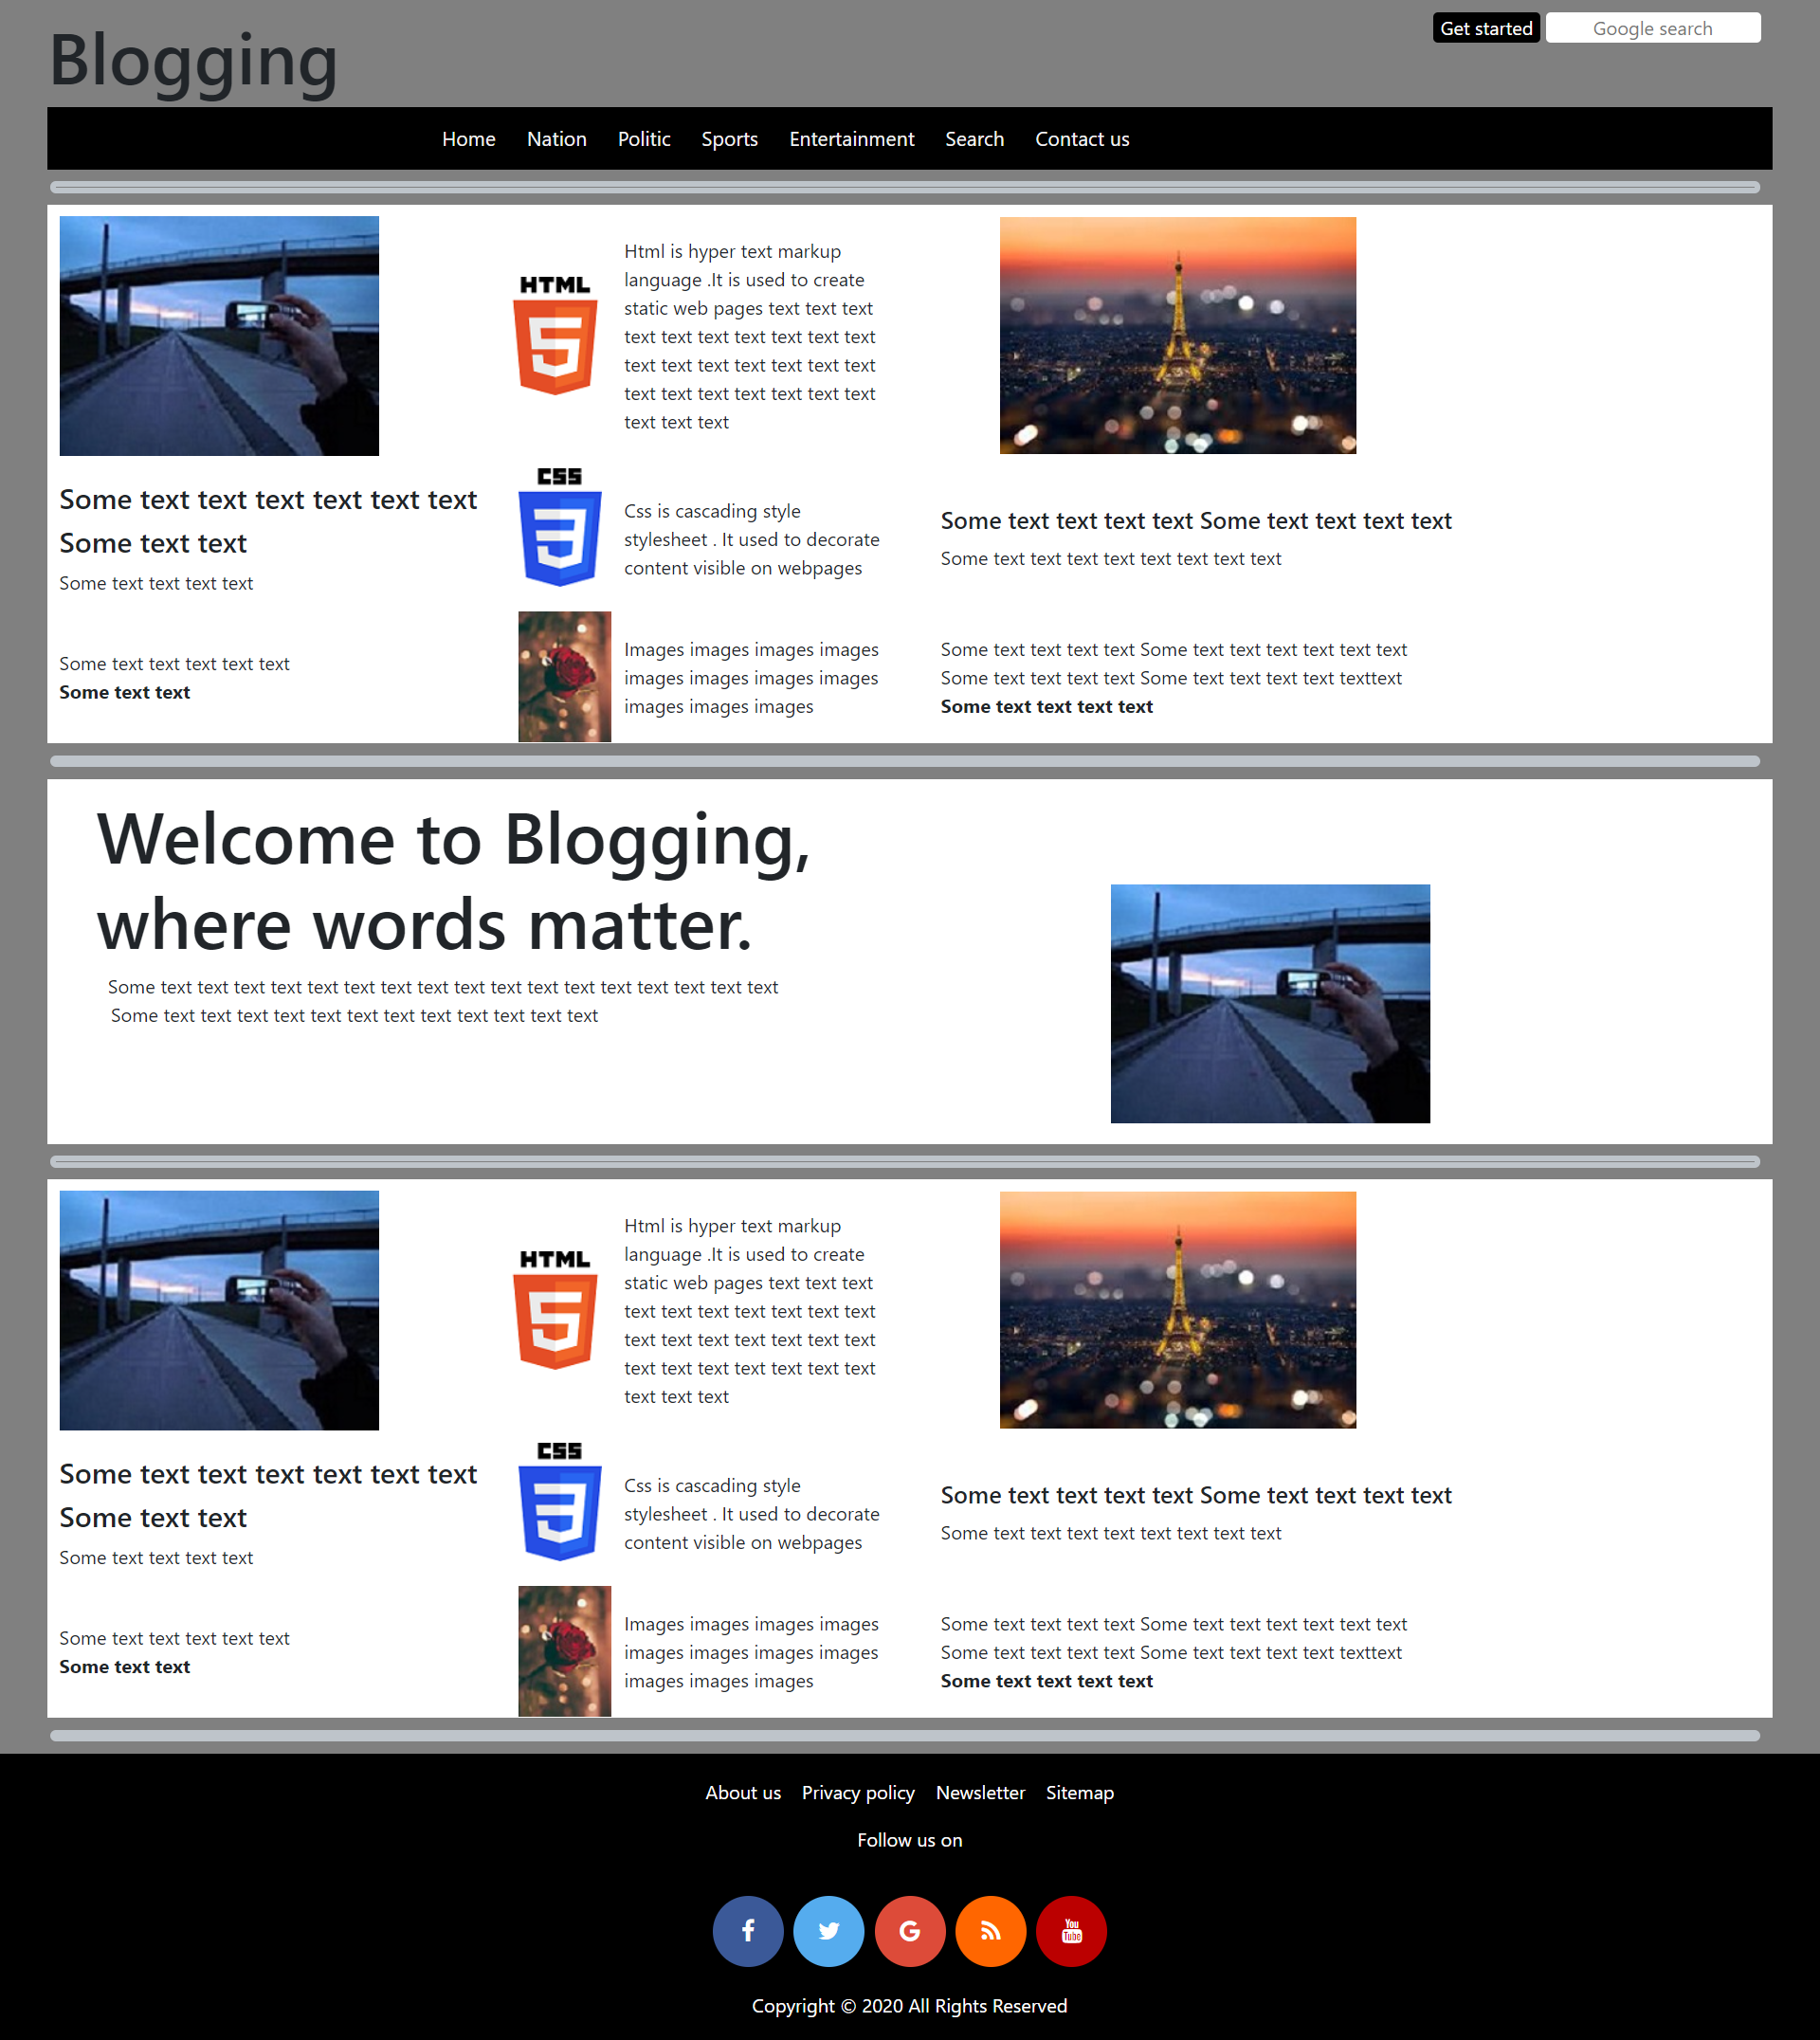 Blogging
Get started
Google search
Home Nation Politic Sports Entertainment Search Contact us
Some text text text text text text
Some text text
Some text text text text
Some text text text text text
Some text text
HTML
5
Html is hyper text markup
language .It is used to create
static web pages text text text
text text text text text text text
text text text text text text text
text text text text text text text
text text text
CSS
3
Css is cascading style
stylesheet . It used to decorate
content visible on webpages
Images images images images
images images images images
images images images
Some text text text text Some text text text text
Some text text text text text text text text
Some text text text text Some text text text text text text
Some text text text text Some text text text text texttext
Some text text text text
Welcome to Blogging,
where words matter.
Some text text text text text text text text text text text text text text text text text
Some text text text text text text text text text text text text
Some text text text text text text
Some text text
Some text text text text
Some text text text text text
Some text text
HTML
5
Html is hyper text markup
language .It is used to create
static web pages text text text
text text text text text text text
text text text text text text text
text text text text text text text
text text text
CSS
3
Css is cascading style
stylesheet . It used to decorate
content visible on webpages
Images images images images
images images images images
images images images
Some text text text text Some text text text text
Some text text text text text text text text
Some text text text text Some text text text text text text
Some text text text text Some text text text text texttext
Some text text text text
About us Privacy policy Newsletter Sitemap
Follow us on
f G You Tube
Copyright © 2020 All Rights Reserved